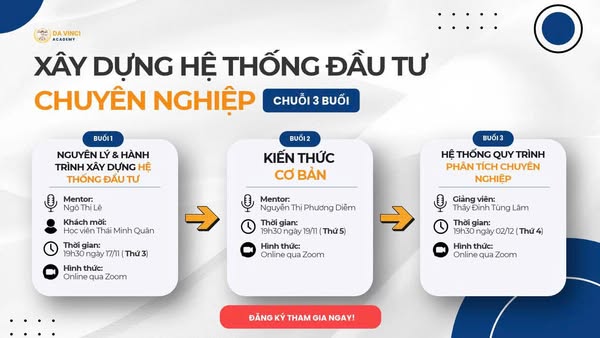 DA VINCI
ACADEMY
XÂY DỰNG HỆ THỐNG ĐẦU TƯ
CHUYÊN NGHIỆP
CHUỖI 3 BUỔI
BUỔI 1
NGUYÊN LÝ & HÀNH
TRÌNH XÂY DỰNG HỆ
THỐNG ĐẦU TƯ
Mentor:
Ngô Thị Lê
Khách mời:
Học viên Thái Minh Quân
Thời gian:
19h30 ngày 17/11 ( Thứ 3)
Hình thức:
Online qua Zoom
BUỔI 2
KIẾN THỨC
CƠ BẢN
Mentor:
Nguyễn Thị Phương Diễm
Thời gian:
19h30 ngày 19/11 ( Thứ 5)
Hình thức:
Online qua Zoom
BUỔI 3
HỆ THỐNG QUY TRÌNH
PHÂN TÍCH CHUYÊN
NGHIỆP
Giảng viên:
Thầy Đinh Tùng Lâm
Thời gian:
19h30 ngày 02/12 ( Thứ 4)
Hình thức:
Online qua Zoom
ĐĂNG KÝ THAM GIA NGAY!